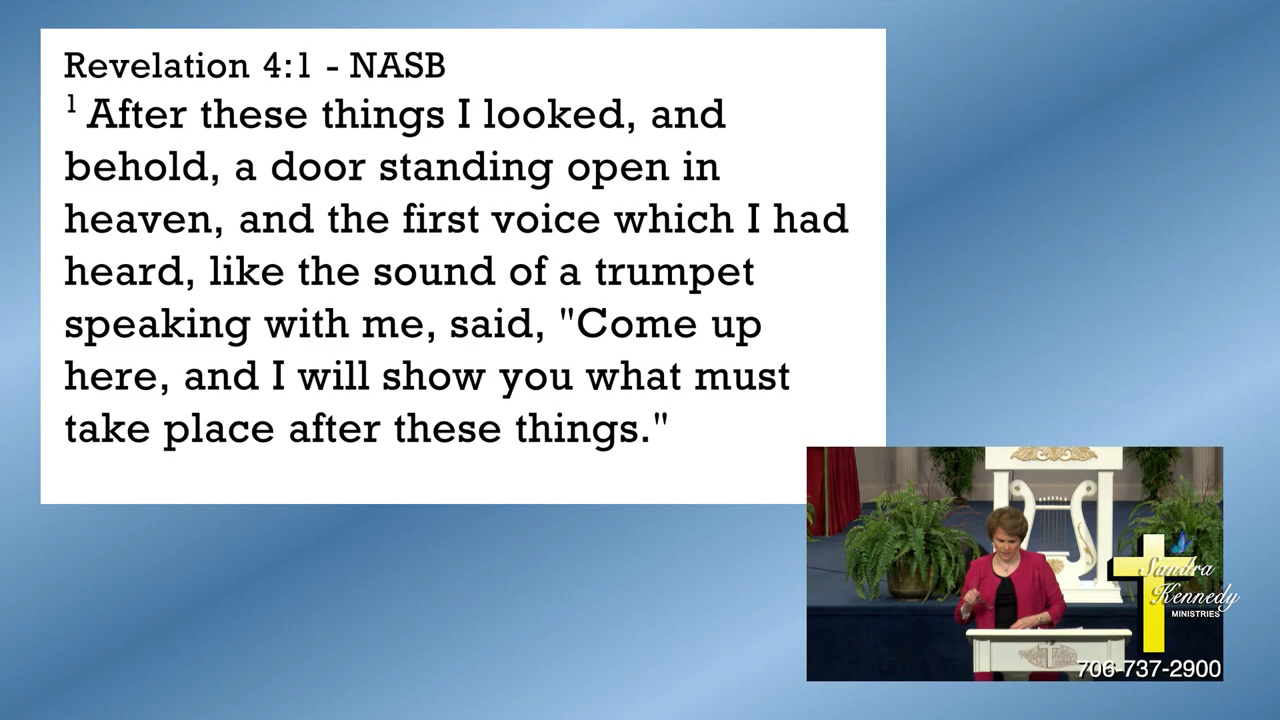 Revelation 4:1 - NASB
1 After these things I looked, and
behold, a door standing open in
heaven, and the first voice which I had
heard, like the sound of a trumpet
speaking with me, said, "Come up
here, and I will show you what must
take place after these things."
Sandra
Kennedy
MINISTRIES
706-737-2900